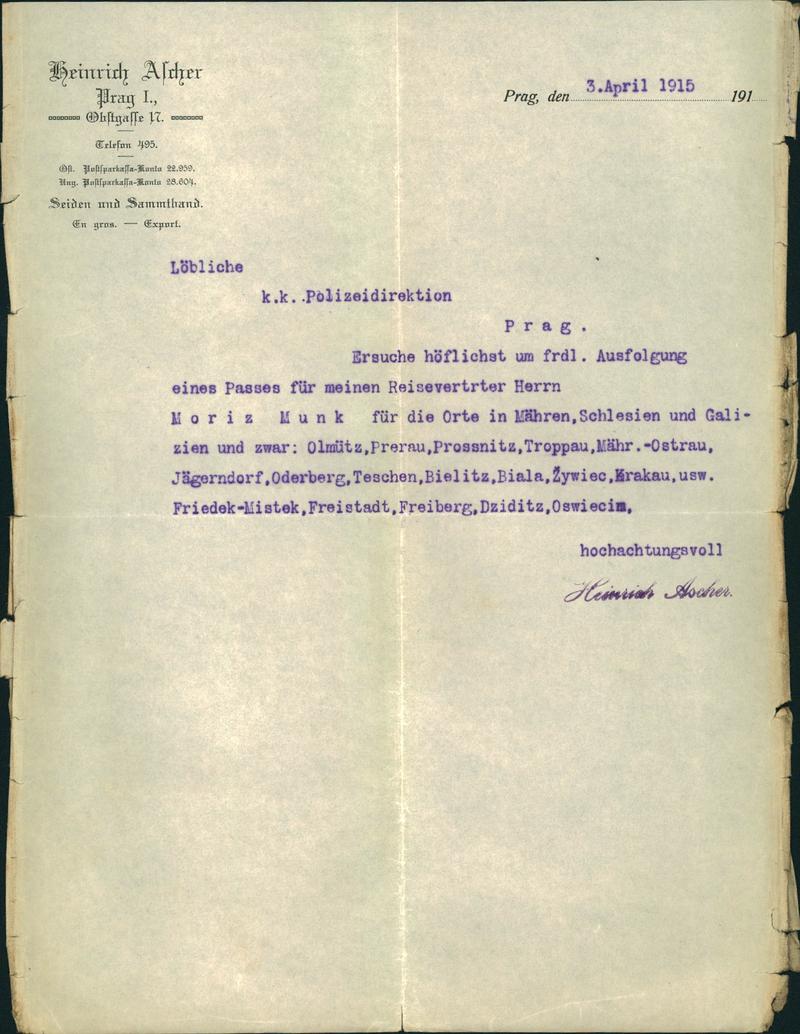 Heinrich Ascher
Prag I.,
Obstgasse 17.
Telefon 495.
Öst. Postsparkassa-Konto 22.959.
Ung. Postsparkassa-Konto 28.604.
Seiden und Sammtband.
En gros. — Export.
Prag, den 3.April 1915 191
Löbliche
k.k. .Polizeidirektion
P r a g .
Ersuche höflichst um frdl. Ausfolgung
eines Passes für meinen Reisevertrter Herrn
M o r i z M u n k für die Orte in Mähren,Schlesien und Gali-
zien und zwar: Olmütz,Prerau,Prossnitz,Troppau,Mähr.-Ostrau,
Jägerndorf,Oderberg,Teschen,Bielitz,Biala,Żywiec,Krakau,usw.
Friedek-Mistek,Freistadt,Freiberg,Dziditz,Oswiecim,
hochachtungsvoll
Heinrich Ascher.